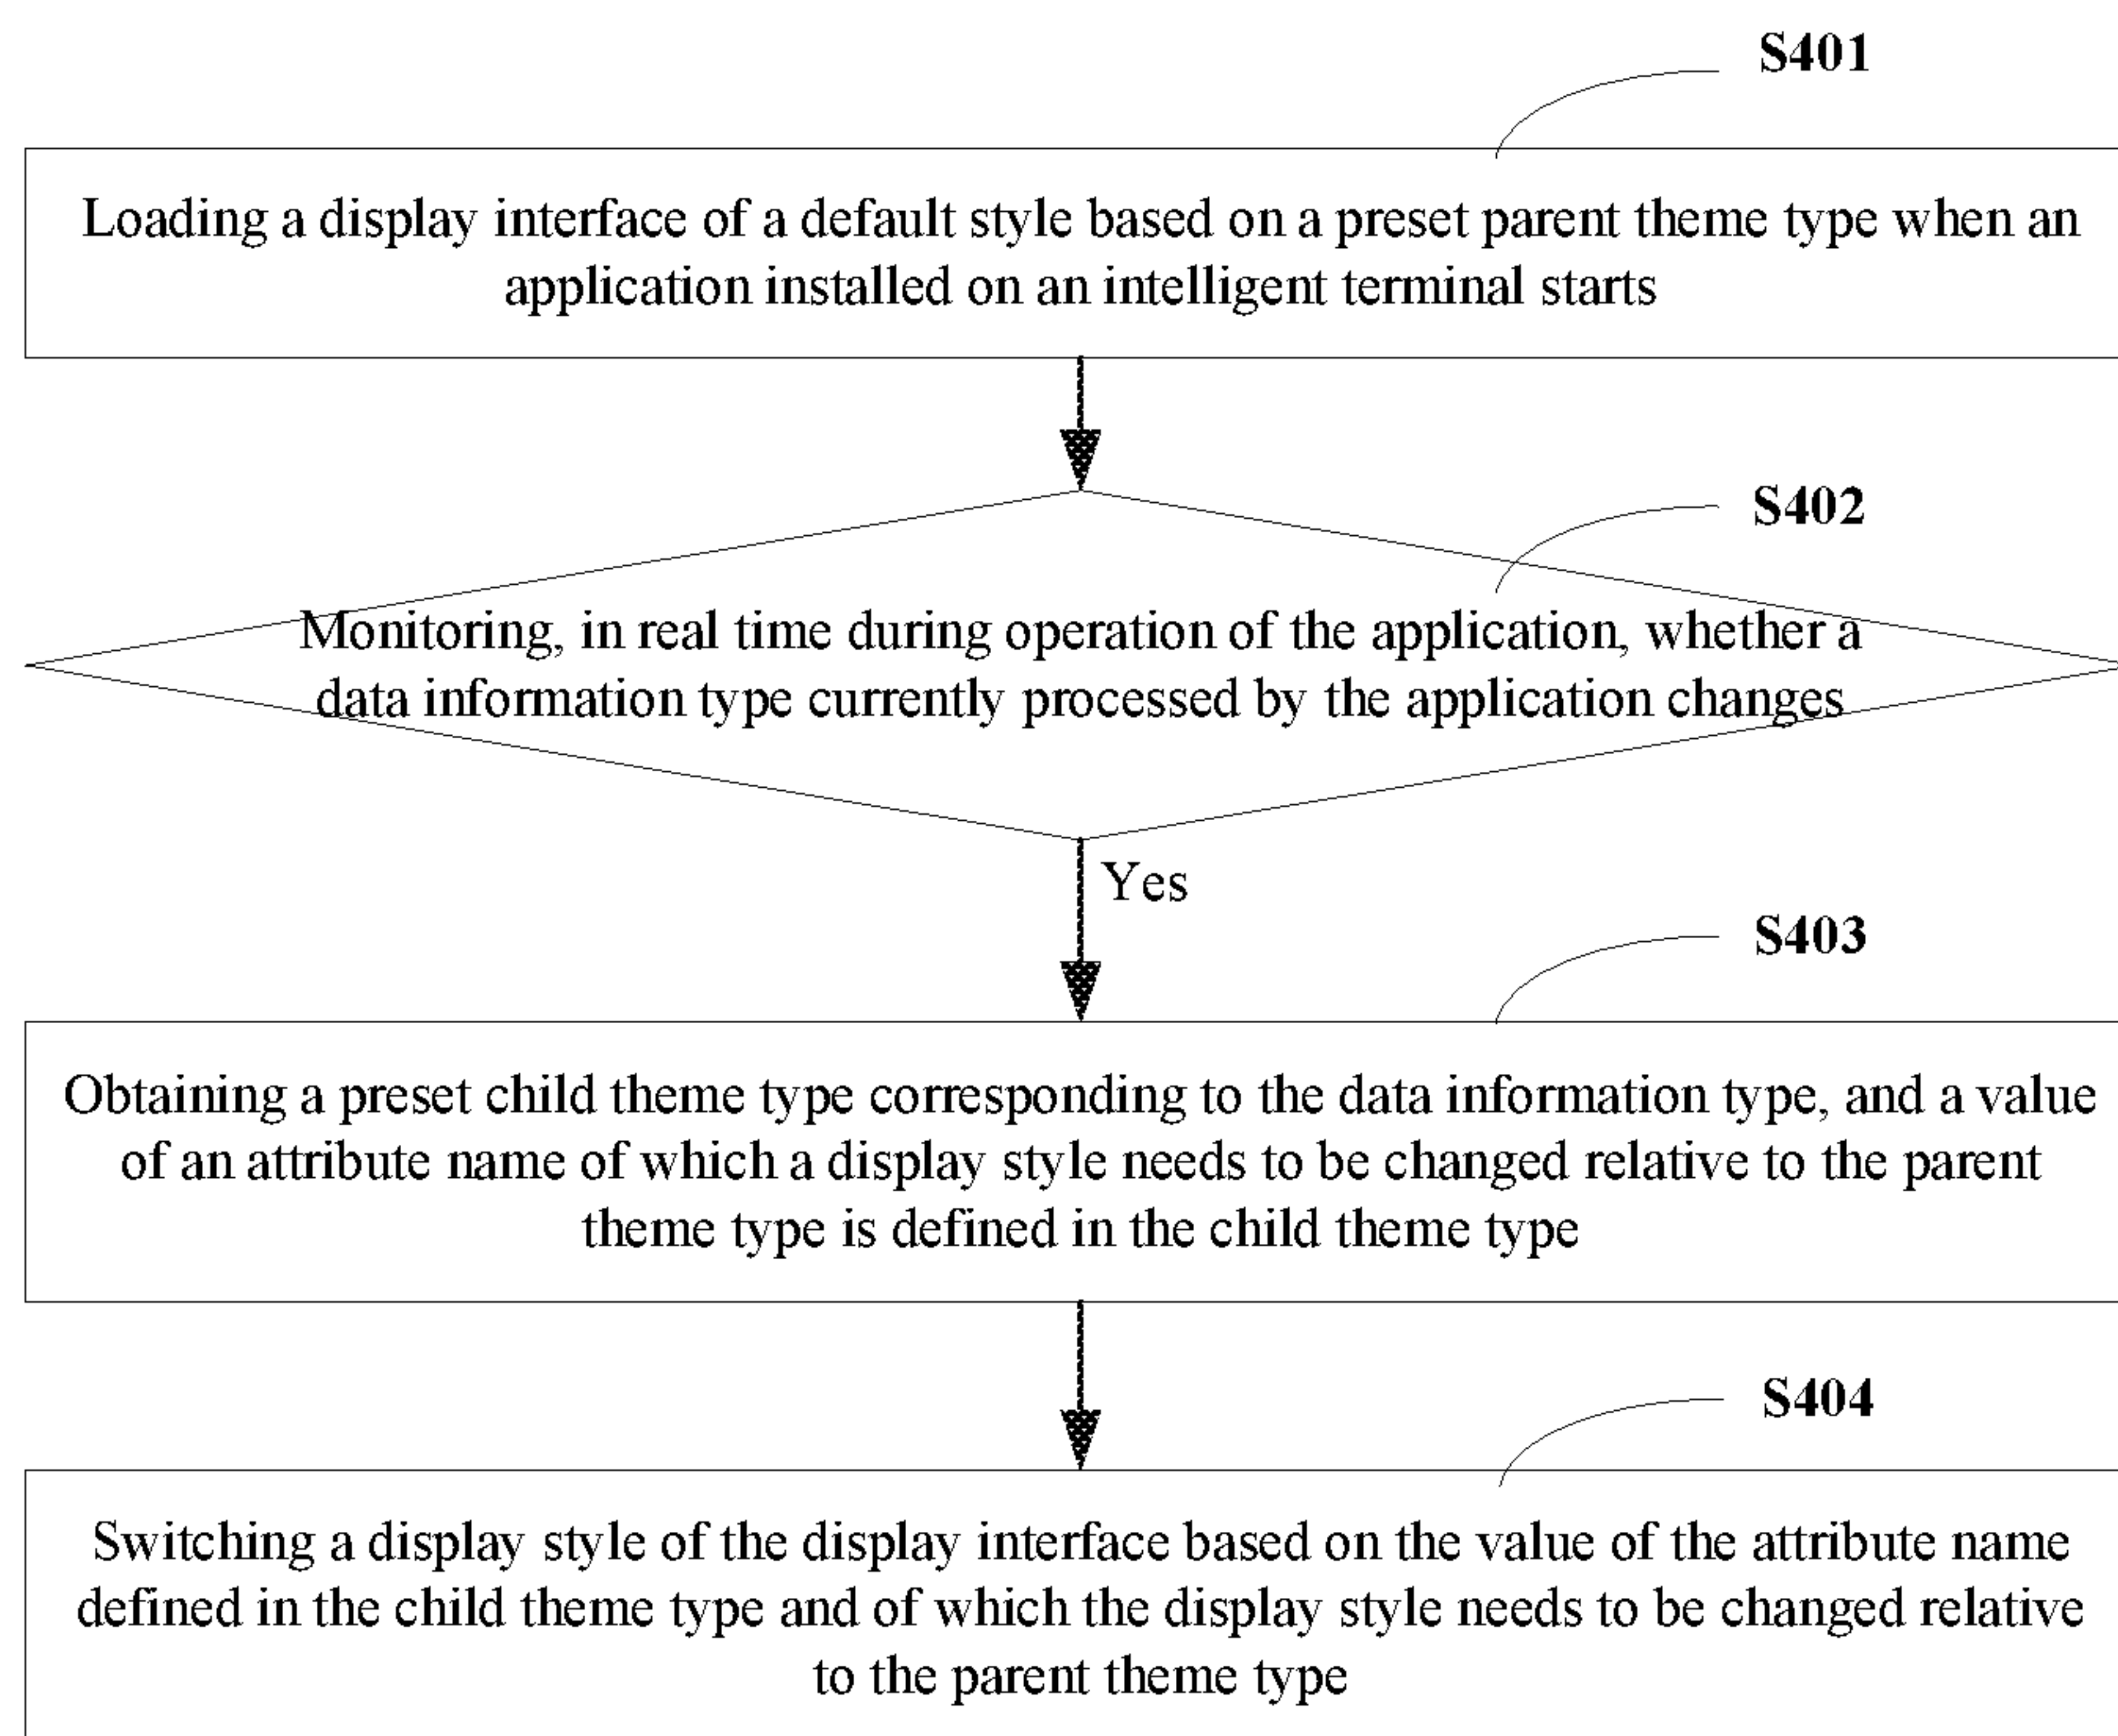 S401
Loading a display interface of a default style based on a preset parent theme type when an
application installed on an intelligent terminal starts
S402
Monitoring, in real time during operation of the application, whether a
data information type currently processed by the application changes
Yes
S403
Obtaining a preset child theme type corresponding to the data information type, and a value
of an attribute name of which a display style needs to be changed relative to the parent
theme type is defined in the child theme type
S404
Switching a display style of the display interface based on the value of the attribute name
defined in the child theme type and of which the display style needs to be changed relative
to the parent theme type